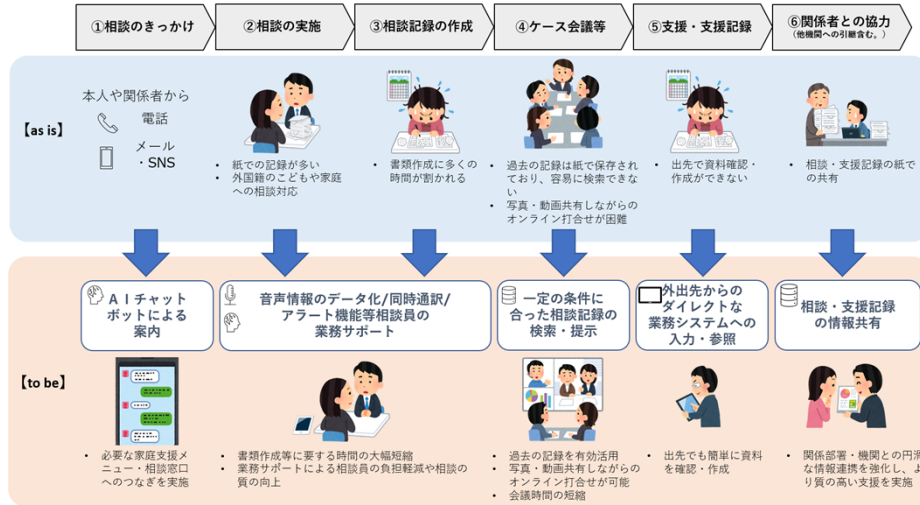 ①相談のきっかけ
②相談の実施
③相談記録の作成
④ケース会議等
⑤支援・支援記録
⑥関係者との協力
（他機関への引継含む。）
【as is】
本人や関係者から
電話
メール
・SNS
• 紙での記録が多い
• 外国籍のこどもや家庭
への相談対応
• 書類作成に多くの
時間が割かれる
• 過去の記録は紙で保存され
ており、容易に検索できな
い
• 写真・動画共有しながらの
オンライン打合せが困難
• 出先で資料確認・
作成ができない
• 相談・支援記録の紙で
の共有
ＡＩチャット
ボットによる
案内
音声情報のデータ化/同時通訳/
アラート機能等相談員の
業務サポート
一定の条件に
合った相談記録の
検索・提示
外出先からの
ダイレクトな
業務システムへの
入力・参照
相談・支援記録
の情報共有
【to be】
• 必要な家庭支援メ
ニュー・相談窓口
へのつなぎを実施
• 書類作成等に要する時間の大幅短縮
• 業務サポートによる相談員の負担軽減や相談の
質の向上
• 過去の記録を有効活用
• 写真・動画共有しながらの
オンライン打合せが可能
• 会議時間の短縮
• 出先でも簡単に資料
を確認・作成
• 関係部署・機関との円滑
な情報連携を強化し、よ
り質の高い支援を実施